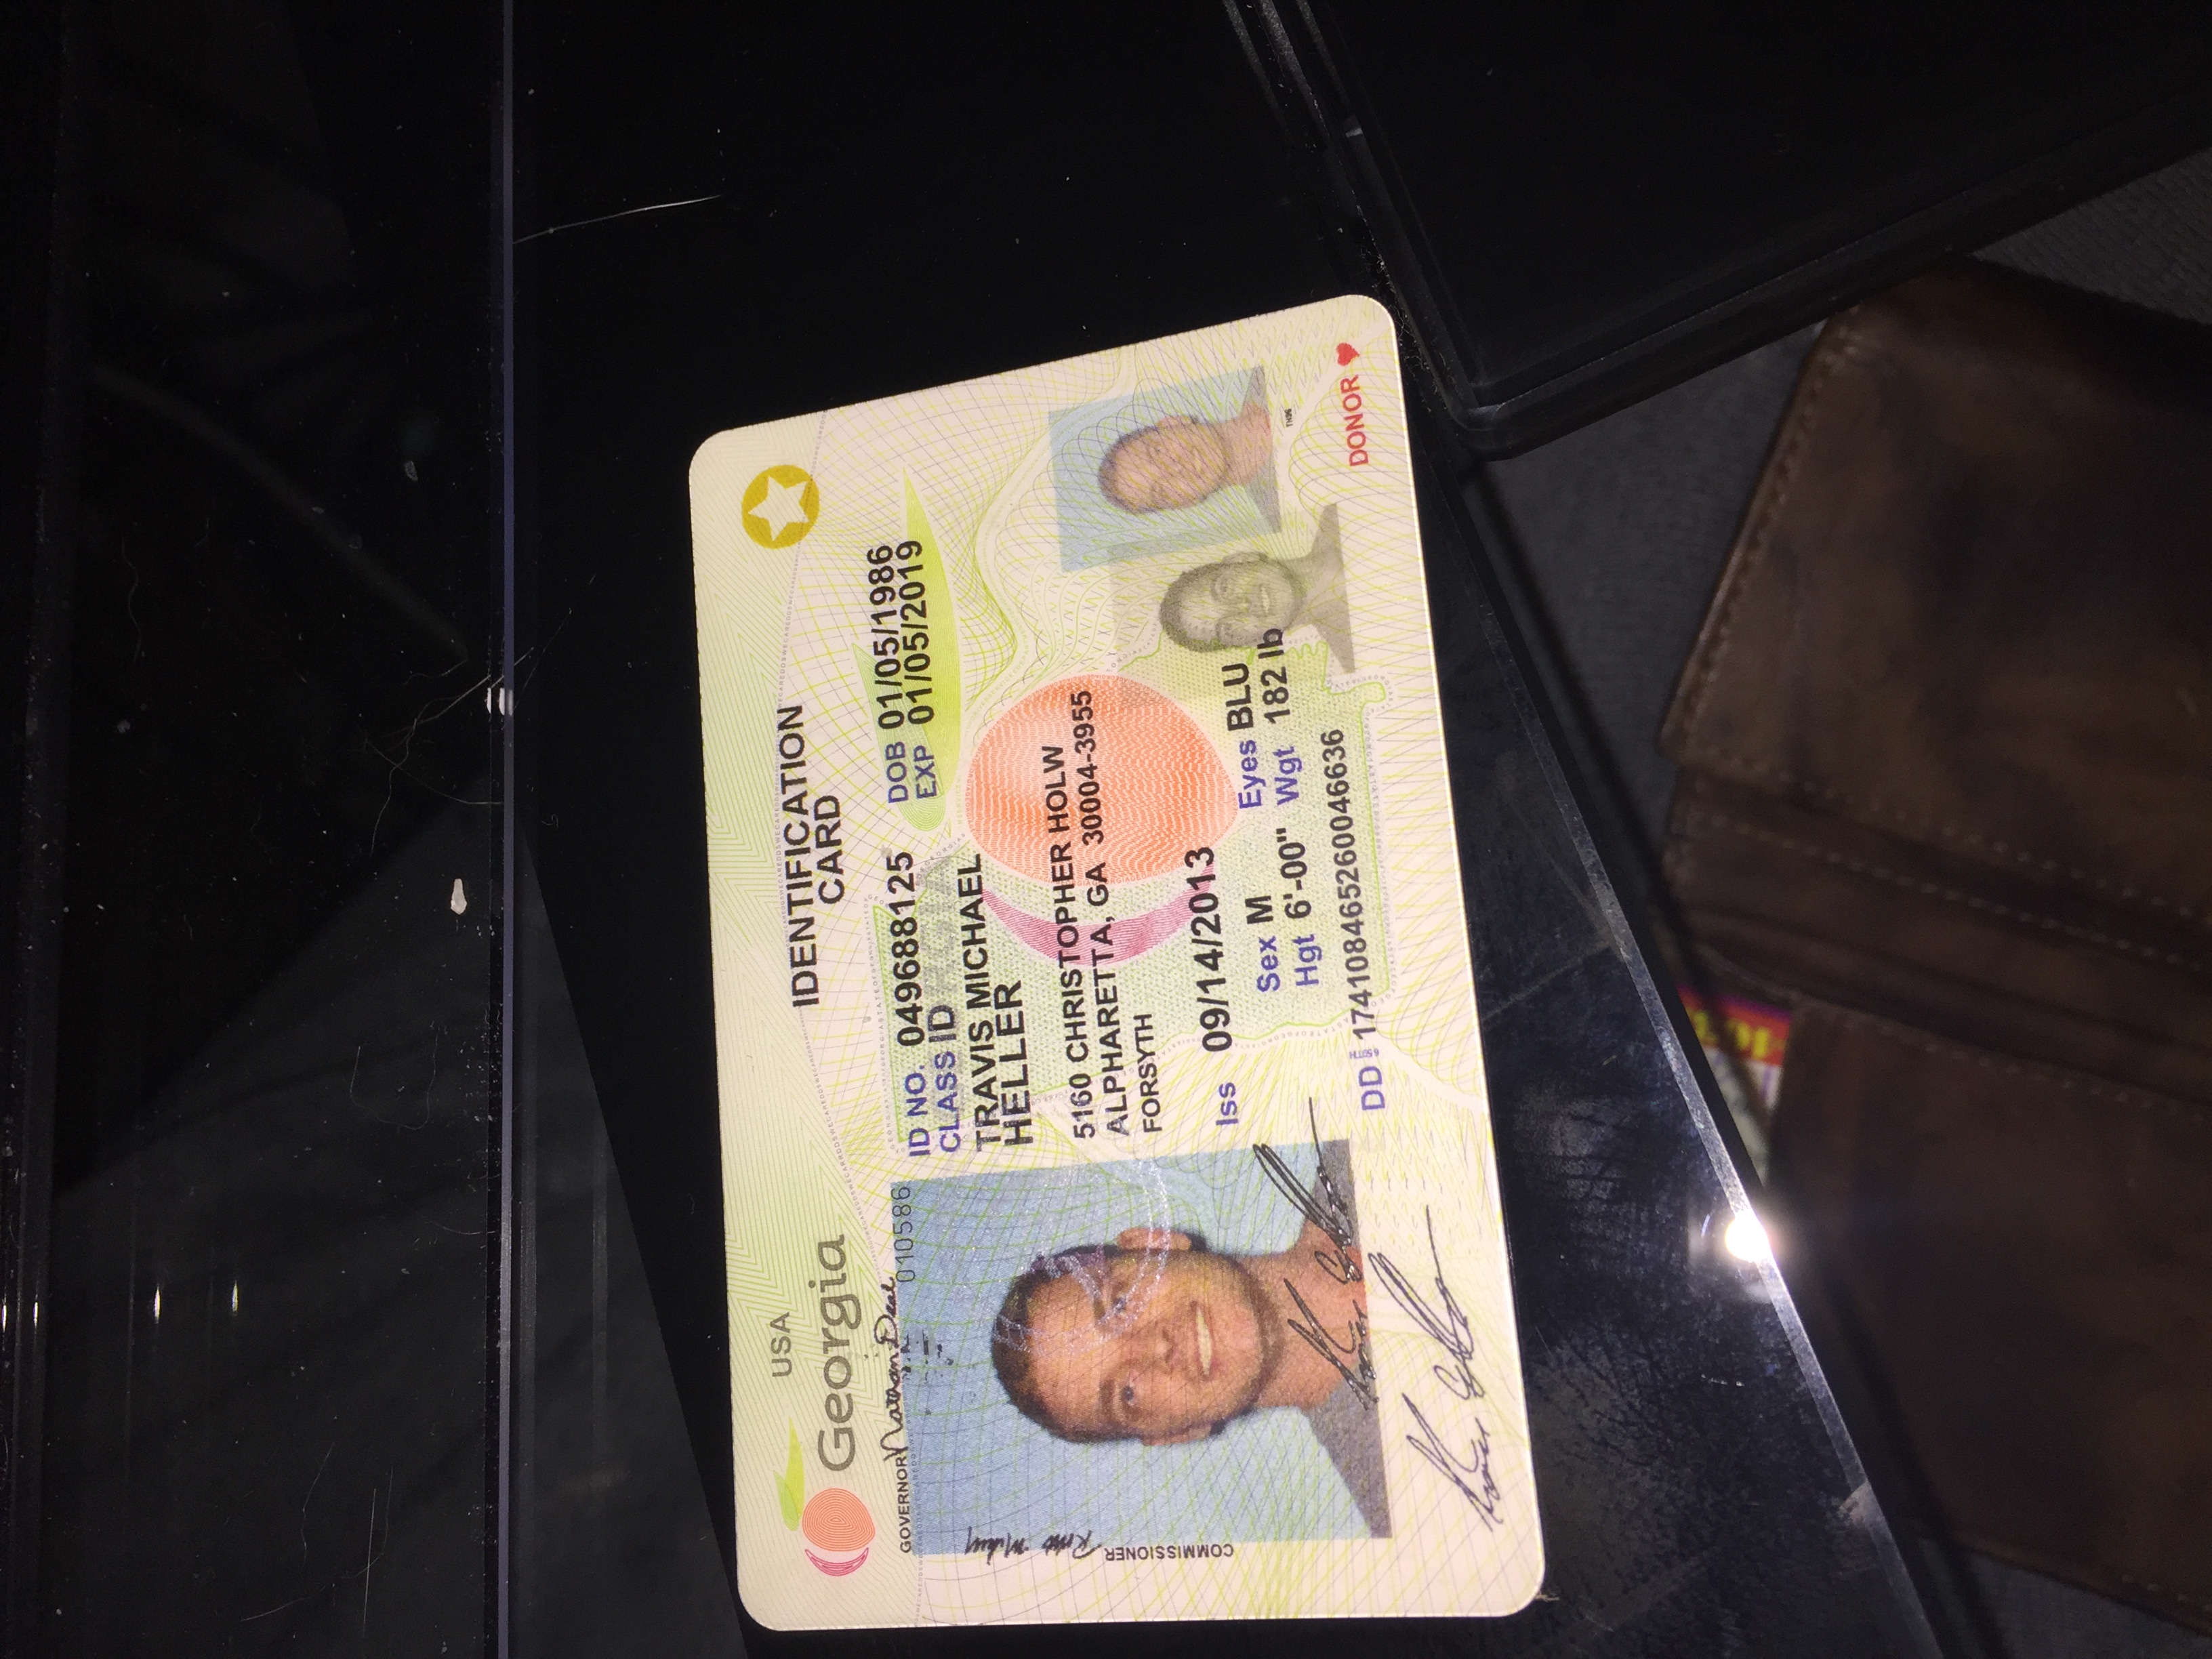 USA
Georgia
IDENTIFICATION
CARD
GOVERNOR Nathan Deal
010586
COMMISSIONER
ID NO. 049688125
DOB 01/05/1986
CLASS ID
EXP 01/05/2019
TRAVIS MICHAEL
HELLER
5160 CHRISTOPHER HOLW
ALPHARETTA, GA 30004-3955
FORSYTH
Iss 09/14/2013
Sex M
Eyes BLU
Hgt 6'-00"
Wgt 182 lb
DD 174108465260046636
DONOR